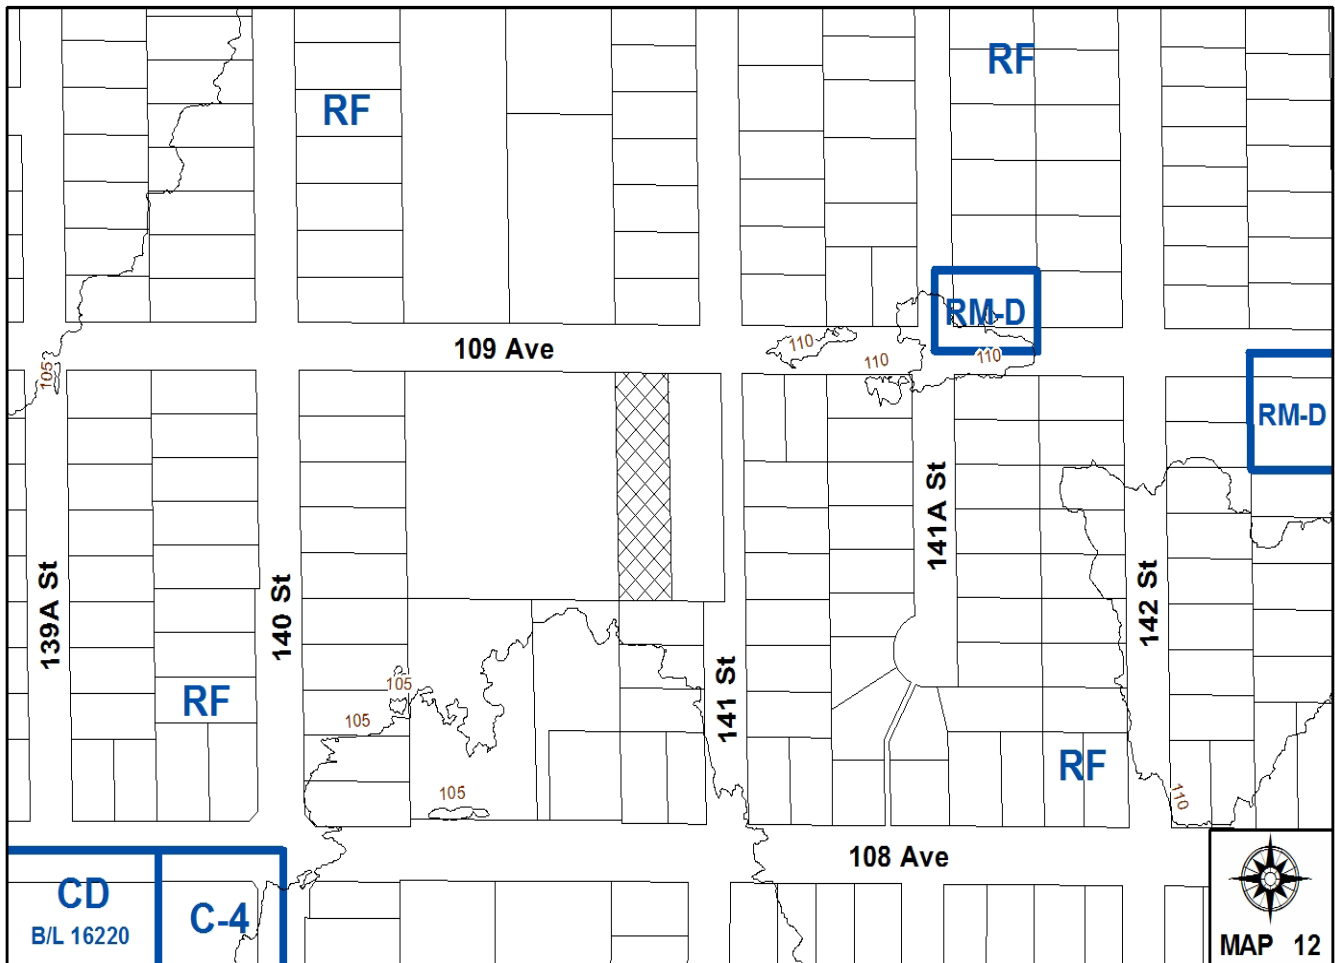 RF
RF
RM-D
109 Ave
110
110
110
105
RM-D
141A St
139A St
140 St
142 St
RF
105
105
141 St
RF
105
110
108 Ave
CD
B/L 16220
C-4
MAP 12